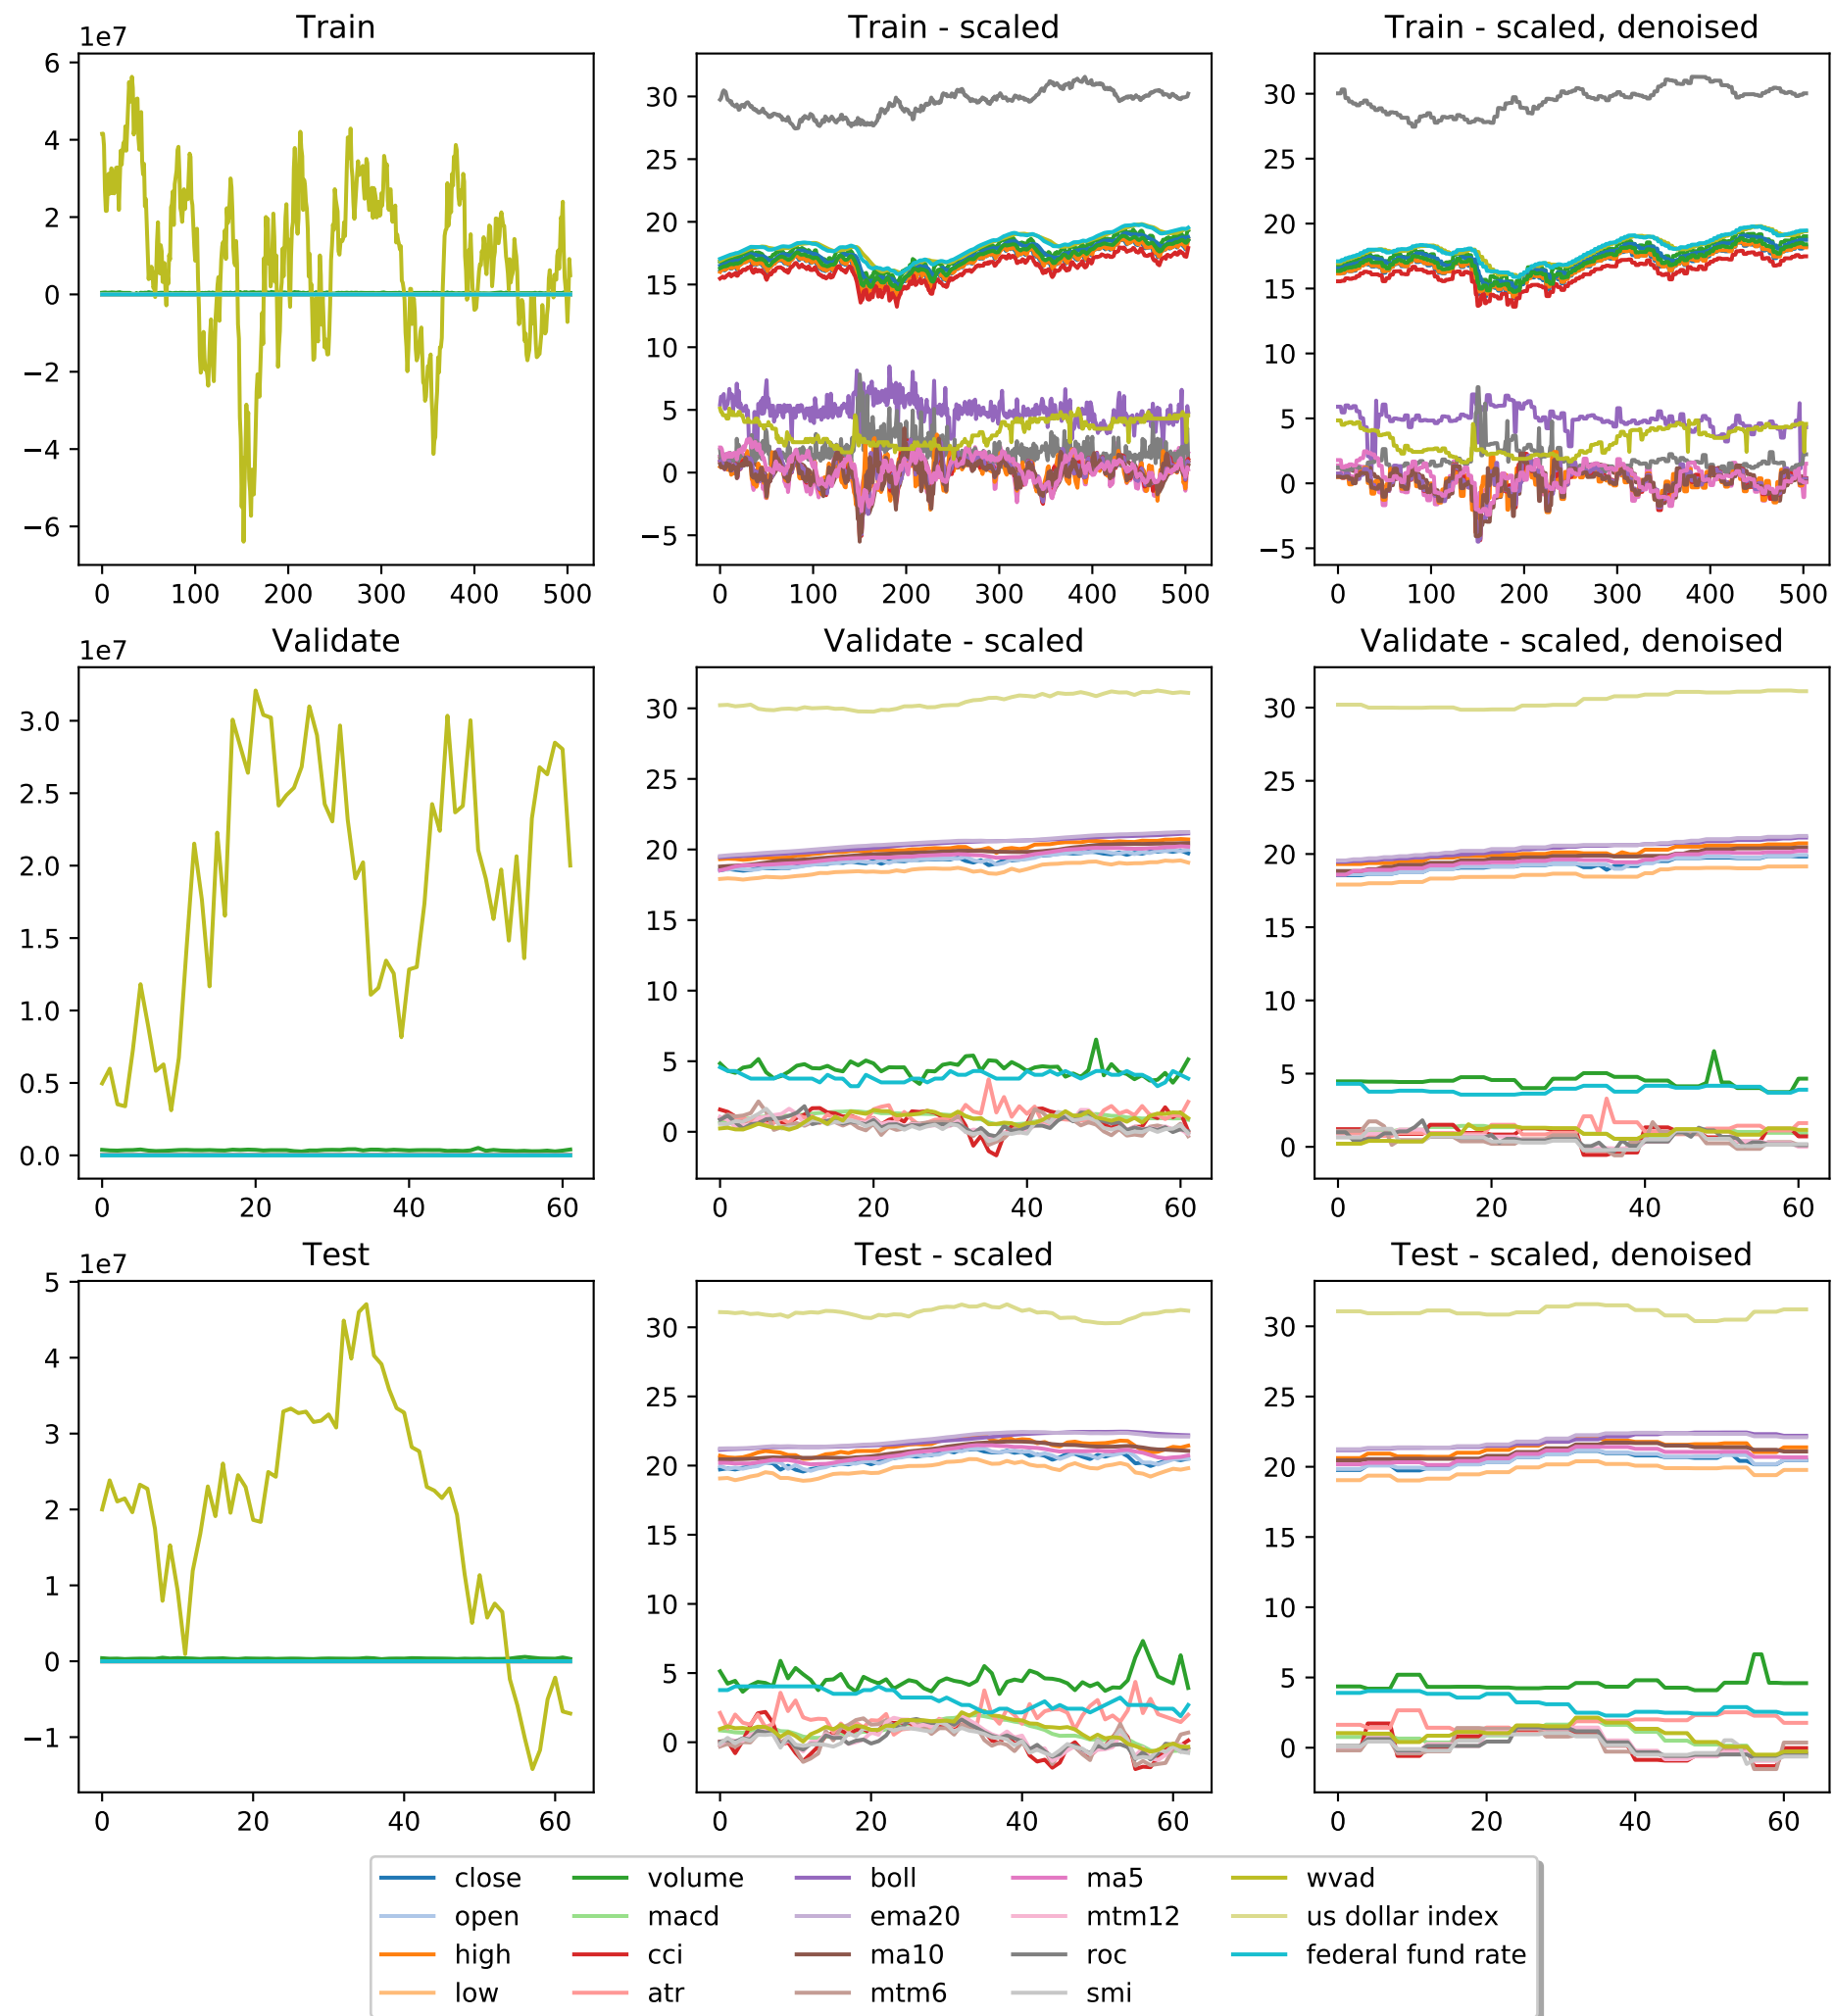 Train
Train - scaled
Train - scaled, denoised
1e7
6
4
2
0
−2
−4
−6
0 100 200 300 400 500
30
25
20
15
10
5
0
−5
0 100 200 300 400 500
30
25
20
15
10
5
0
−5
0 100 200 300 400 500
Validate
Validate - scaled
Validate - scaled, denoised
1e7
3.0
2.5
2.0
1.5
1.0
0.5
0.0
0 20 40 60
30
25
20
15
10
5
0
0 20 40 60
30
25
20
15
10
5
0
0 20 40 60
Test
Test - scaled
Test - scaled, denoised
1e7
5
4
3
2
1
0
−1
0 20 40 60
30
25
20
15
10
5
0
0 20 40 60
30
25
20
15
10
5
0
0 20 40 60
close
open
high
low
volume
macd
cci
atr
boll
ema20
ma10
mtm6
ma5
mtm12
roc
smi
wvad
us dollar index
federal fund rate